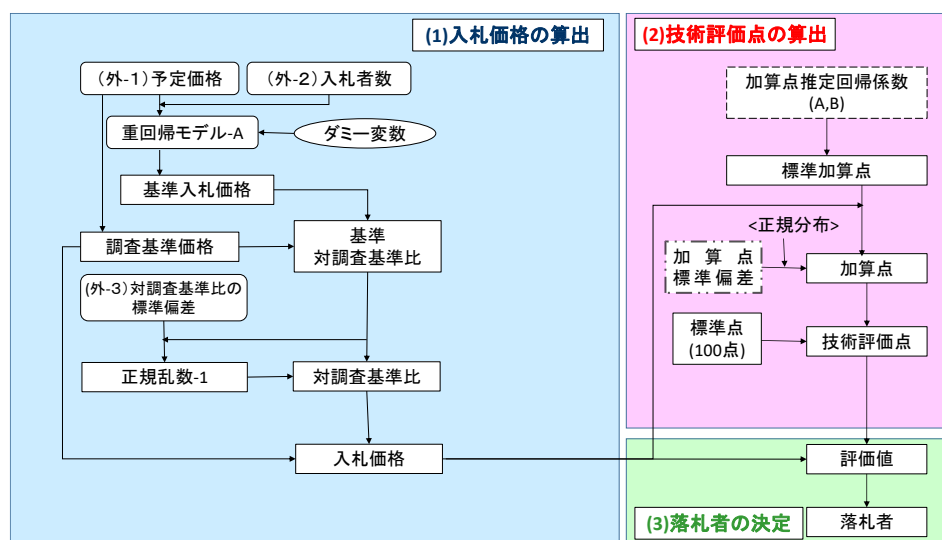 (1)入札価格の算出
(外-1)予定価格
(外-2)入札者数
重回帰モデル-A
ダミー変数
基準入札価格
調査基準価格
基準
対調査基準比
(外-3)対調査基準比の
標準偏差
正規乱数-1
対調査基準比
入札価格
(2)技術評価点の算出
加算点推定回帰係数
(A,B)
標準加算点
<正規分布>
加算点
標準偏差
加算点
標準点
(100点)
技術評価点
評価値
(3)落札者の決定
落札者